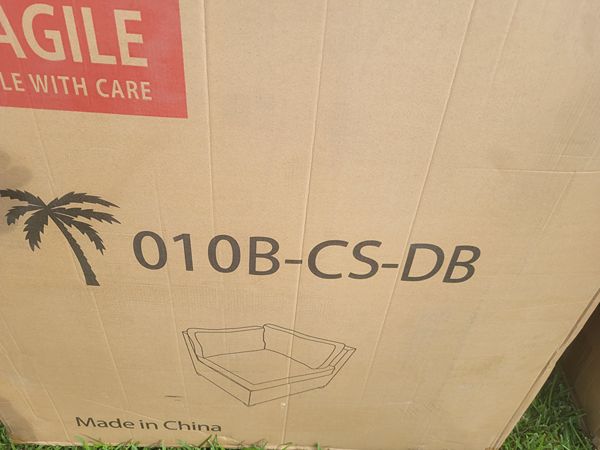 AGILE
LE WITH CARE
010B-CS-DB
Made in China